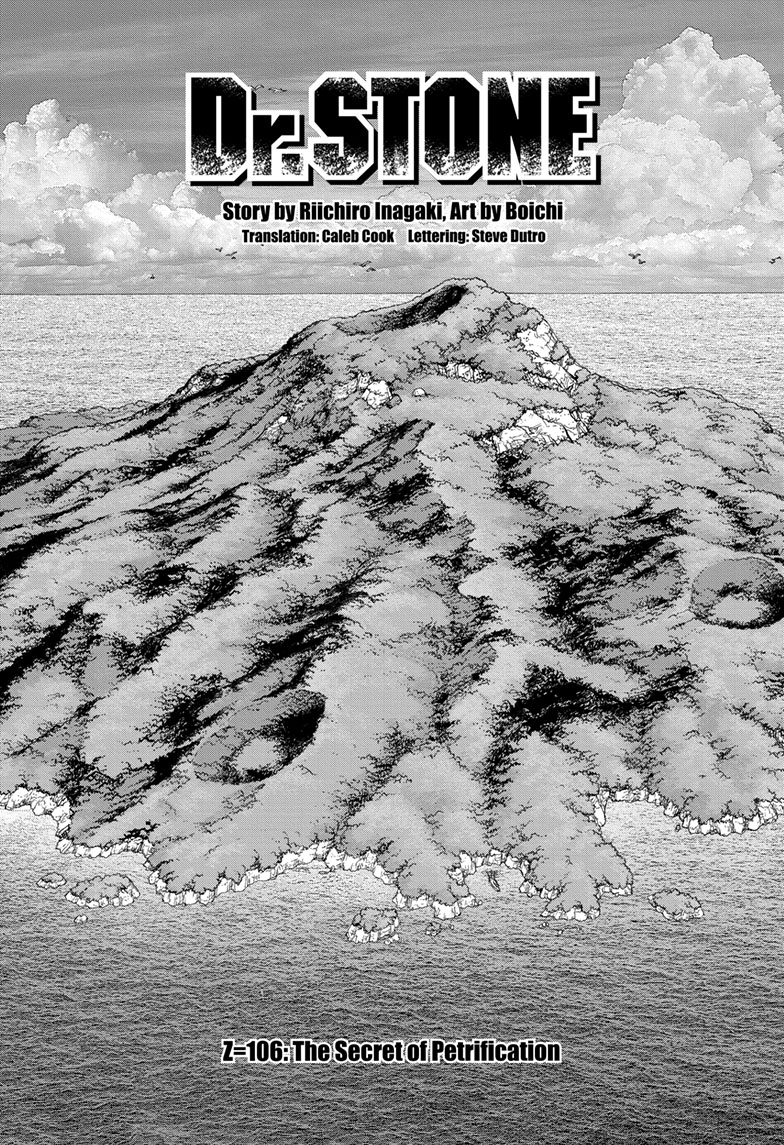 Dr.STONE
Story by Riichiro Inagaki, Art by Boichi
Translation: Caleb Cook Lettering: Steve Dutro
Z=106: The Secret of Petrification